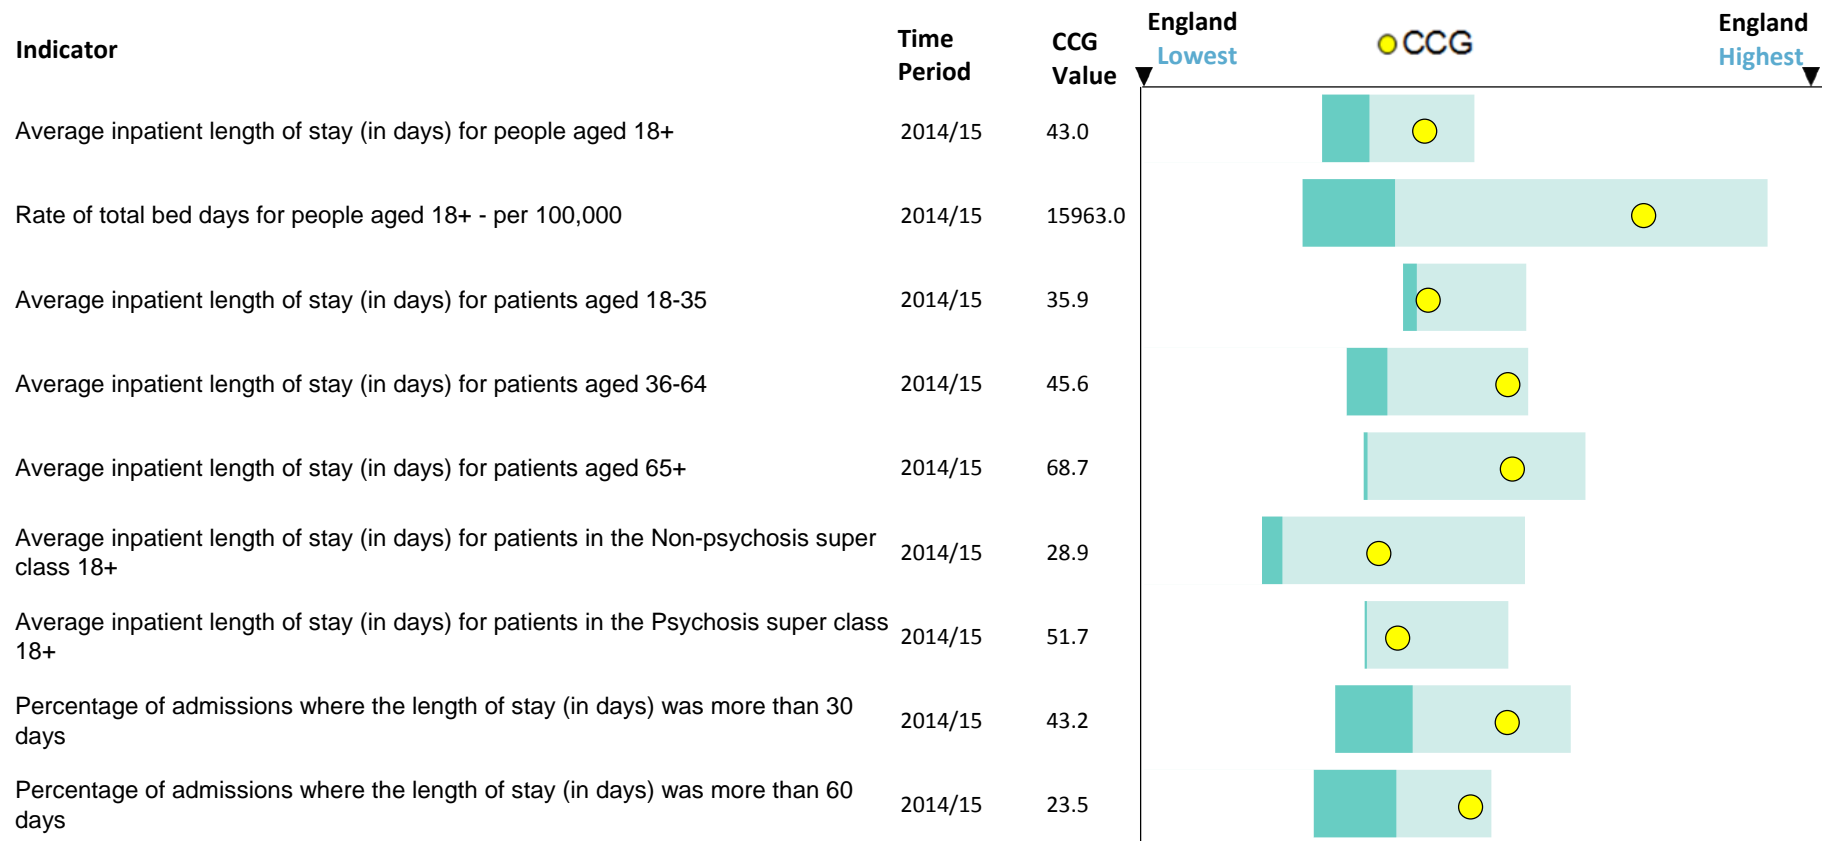 Indicator
Time
Period
CCG
Value
England
Lowest
CCG
England
Highest
Average inpatient length of stay (in days) for people aged 18+ 2014/15 43.0
Rate of total bed days for people aged 18+ - per 100,000 2014/15 15963.0
Average inpatient length of stay (in days) for patients aged 18-35 2014/15 35.9
Average inpatient length of stay (in days) for patients aged 36-64 2014/15 45.6
Average inpatient length of stay (in days) for patients aged 65+ 2014/15 68.7
Average inpatient length of stay (in days) for patients in the Non-psychosis super
class 18+
2014/15 28.9
Average inpatient length of stay (in days) for patients in the Psychosis super class
18+
2014/15 51.7
Percentage of admissions where the length of stay (in days) was more than 30
days
2014/15 43.2
Percentage of admissions where the length of stay (in days) was more than 60
days
2014/15 23.5